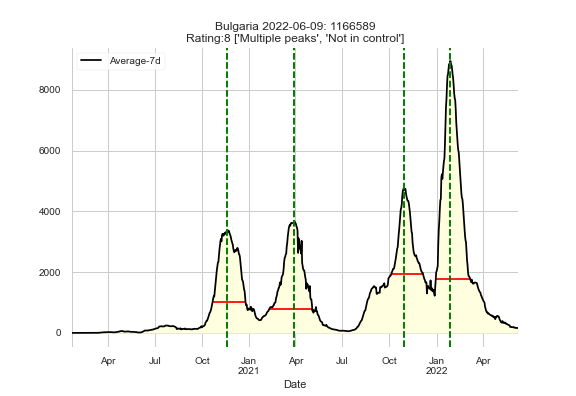 Bulgaria 2022-06-09: 1166589
Rating:8 ['Multiple peaks', 'Not in control']
Average-7d
8000
6000
4000
2000
0
Apr Jul Oct Jan Apr Jul Oct Jan Apr
2021 2022
Date